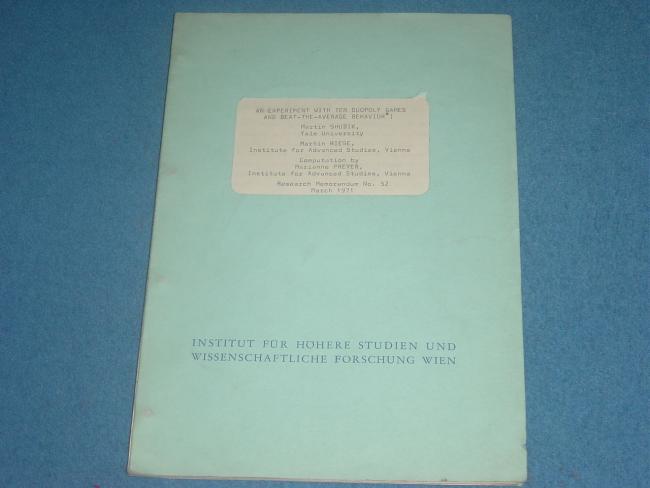 AN EXPERIMENT WITH TEN DUOPOLY GAMES
AND BEAT-THE-AVERAGE BEHAVIOUR*)
Martin SHUBIK,
Yale University
Martin RIESE,
Institute for Advanced Studies, Vienna
Computation by
Marianne FREYER,
Institute for Advanced Studies, Vienna
Research Memorandum No. 52
March 1971
INSTITUT FÜR HÖHERE STUDIEN UND
WISSENSCHAFTLICHE FORSCHUNG WIEN